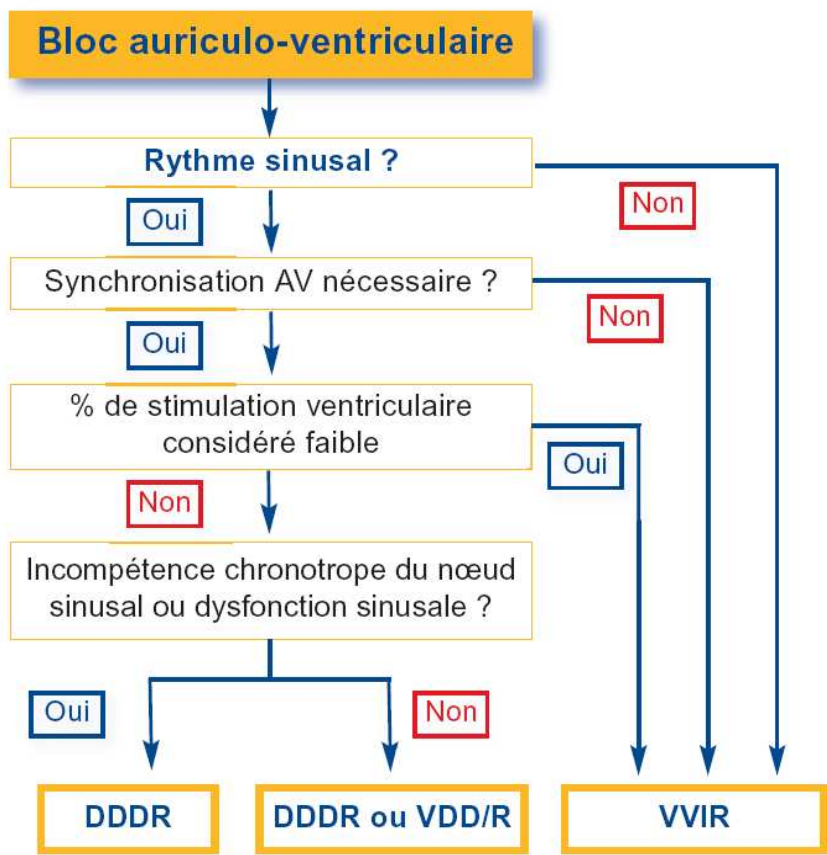 Bloc auriculo-ventriculaire
Rythme sinusal ?
Oui
Non
Synchronisation AV nécessaire ?
Oui
Non
% de stimulation ventriculaire
considéré faible
Oui
Non
Incompétence chronotrope du nœud
sinusal ou dysfonction sinusale ?
Oui
Non
DDDR
DDDR ou VDD/R
VVIR